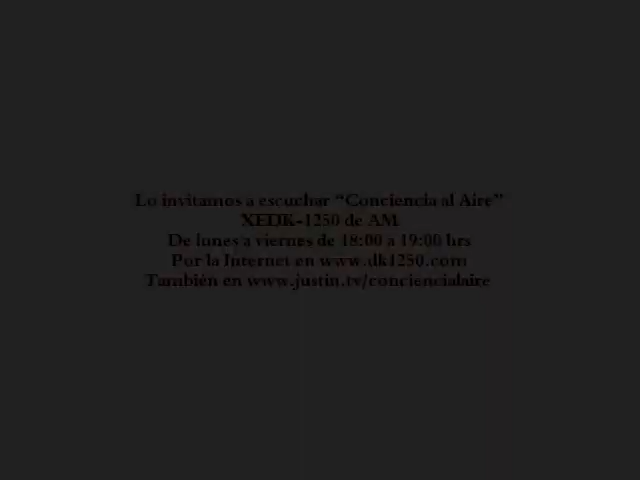 Lo invitamos a escuchar “Conciencia al Aire”
XEDK-1250 de AM
De lunes a viernes de 18:00 a 19:00 hrs
Por la Internet en www.dk1250.com
También en www.justin.tv/conciencialaire